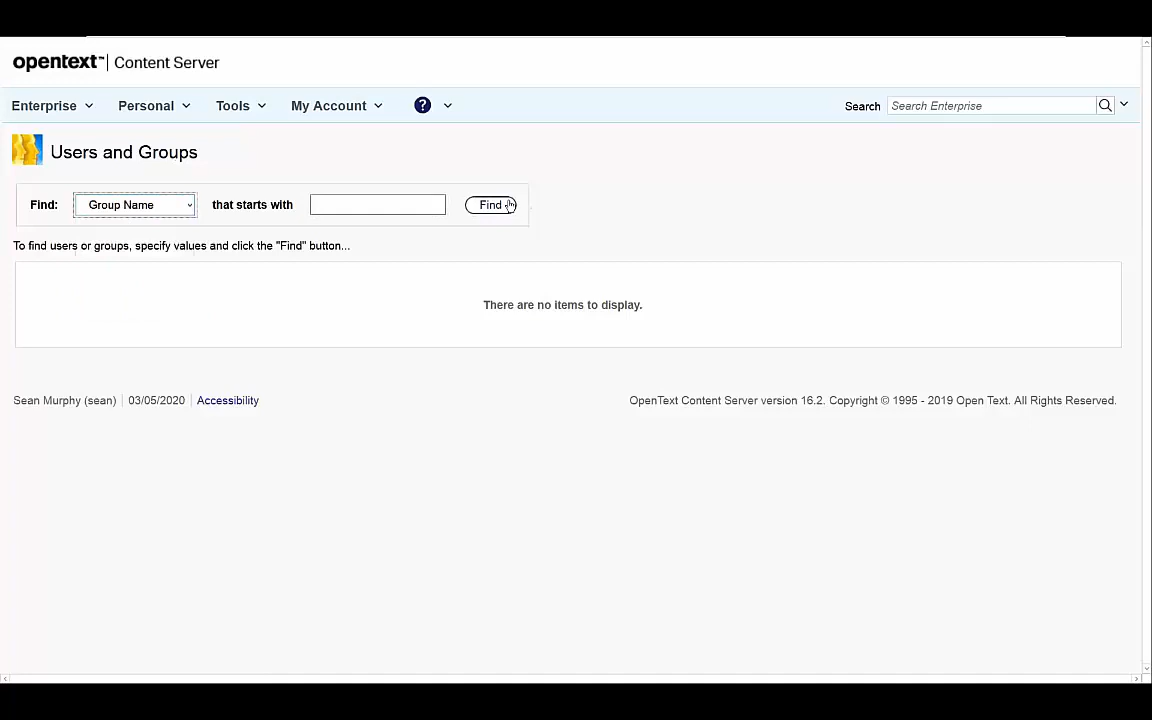 opentext™ | Content Server
Enterprise Personal Tools My Account ? Search Search Enterprise
Users and Groups
Find: Group Name that starts with Find
To find users or groups, specify values and click the "Find" button...
There are no items to display.
Sean Murphy (sean) 03/05/2020 Accessibility OpenText Content Server version 16.2. Copyright © 1995 - 2019 Open Text. All Rights Reserved.